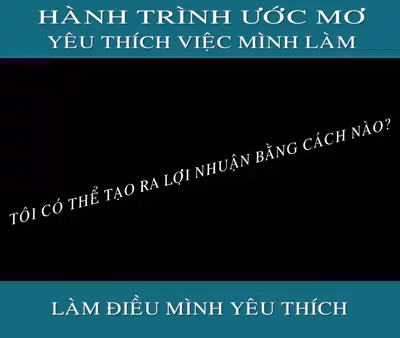 HÀNH TRÌNH ƯỚC MƠ
YÊU THÍCH VIỆC MÌNH LÀM
TÔI CÓ THỂ TẠO RA LỢI NHUẬN BẰNG CÁCH NÀO?
LÀM ĐIỀU MÌNH YÊU THÍCH